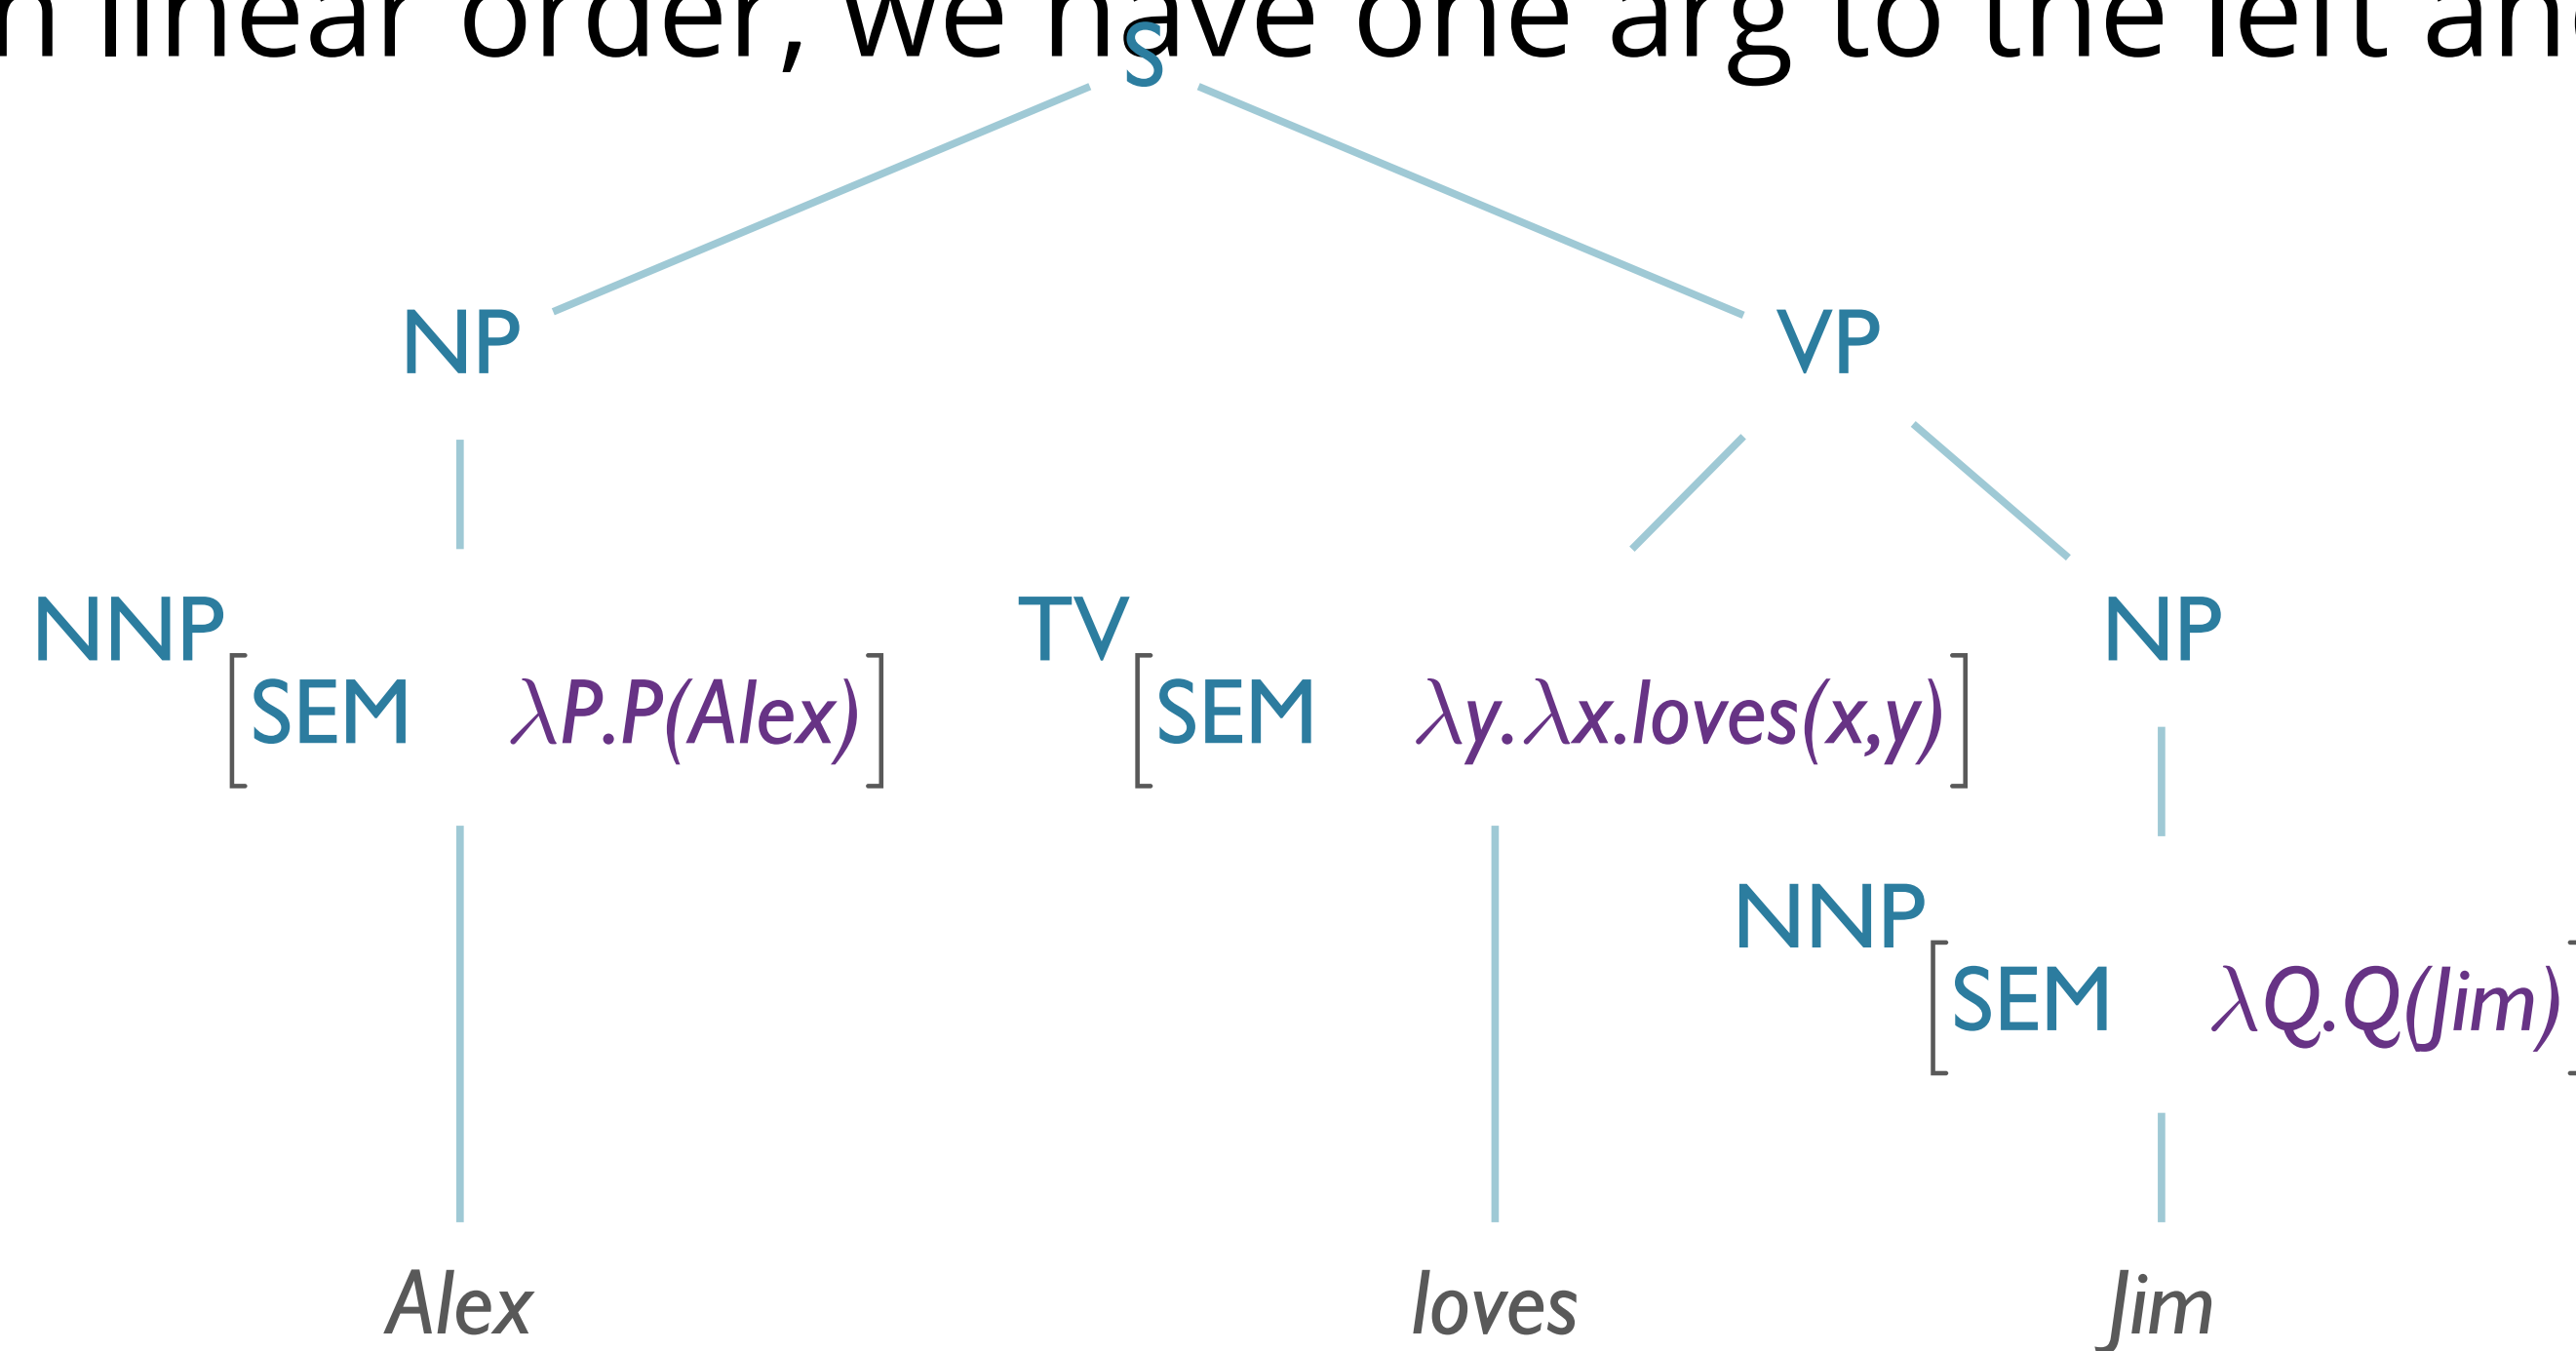 linear order, we have one arg to the left
S
NP VP
NNP TV NP
[SEM λP.P(Alex)] [SEM λy.λx.loves(x,y)]
NNP
[SEM λQ.Q(Jim)]
Alex loves Jim